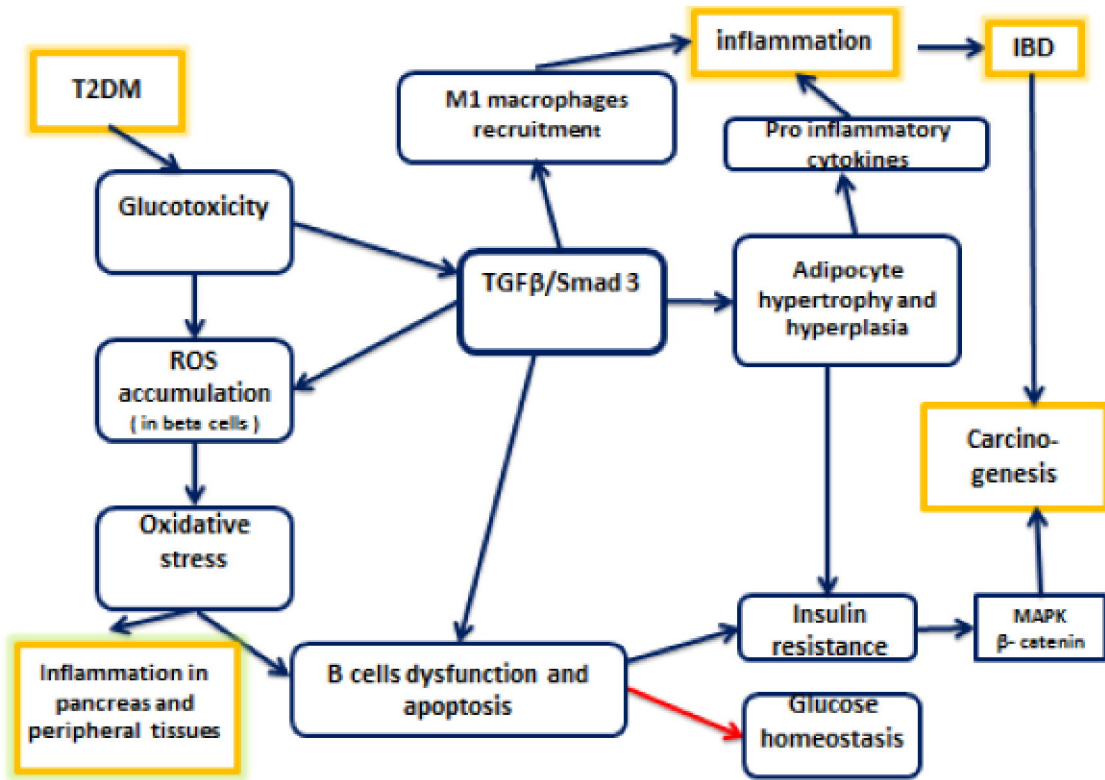 inflammation
IBD
T2DM
M1 macrophages
recruitment
Pro inflammatory
cytokines
Glucotoxicity
TGFβ/Smad 3
Adipocyte
hypertrophy and
hyperplasia
ROS
accumulation
( in beta cells )
Carcino-
genesis
Oxidative
stress
Insulin
resistance
MAPK
β- catenin
Inflammation in
pancreas and
peripheral tissues
B cells dysfunction and
apoptosis
Glucose
homeostasis